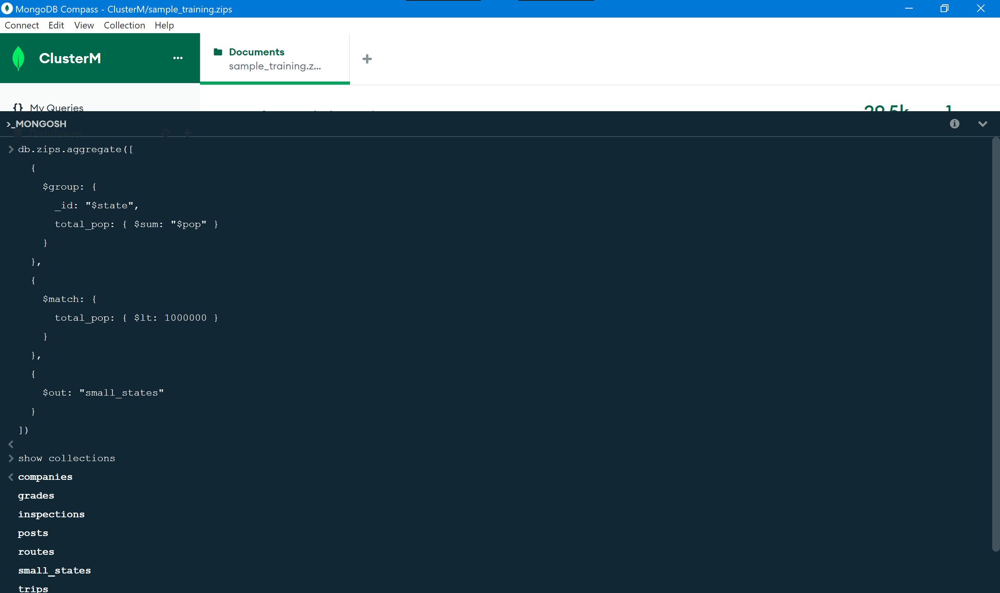 MongoDB Compass - ClusterM/sample_training.zips
Connect Edit View Collection Help
ClusterM
Documents
sample_training.z...
My Queries
>_MONGOSH
Databases
db.zips.aggregate([
{
$group: {
_id: "$state",
total_pop: { $sum: "$pop" }
}
},
{
$match: {
total_pop: { $lt: 1000000 }
}
},
{
$out: "small_states"
}
])
show collections
companies
grades
inspections
posts
routes
small_states
trips